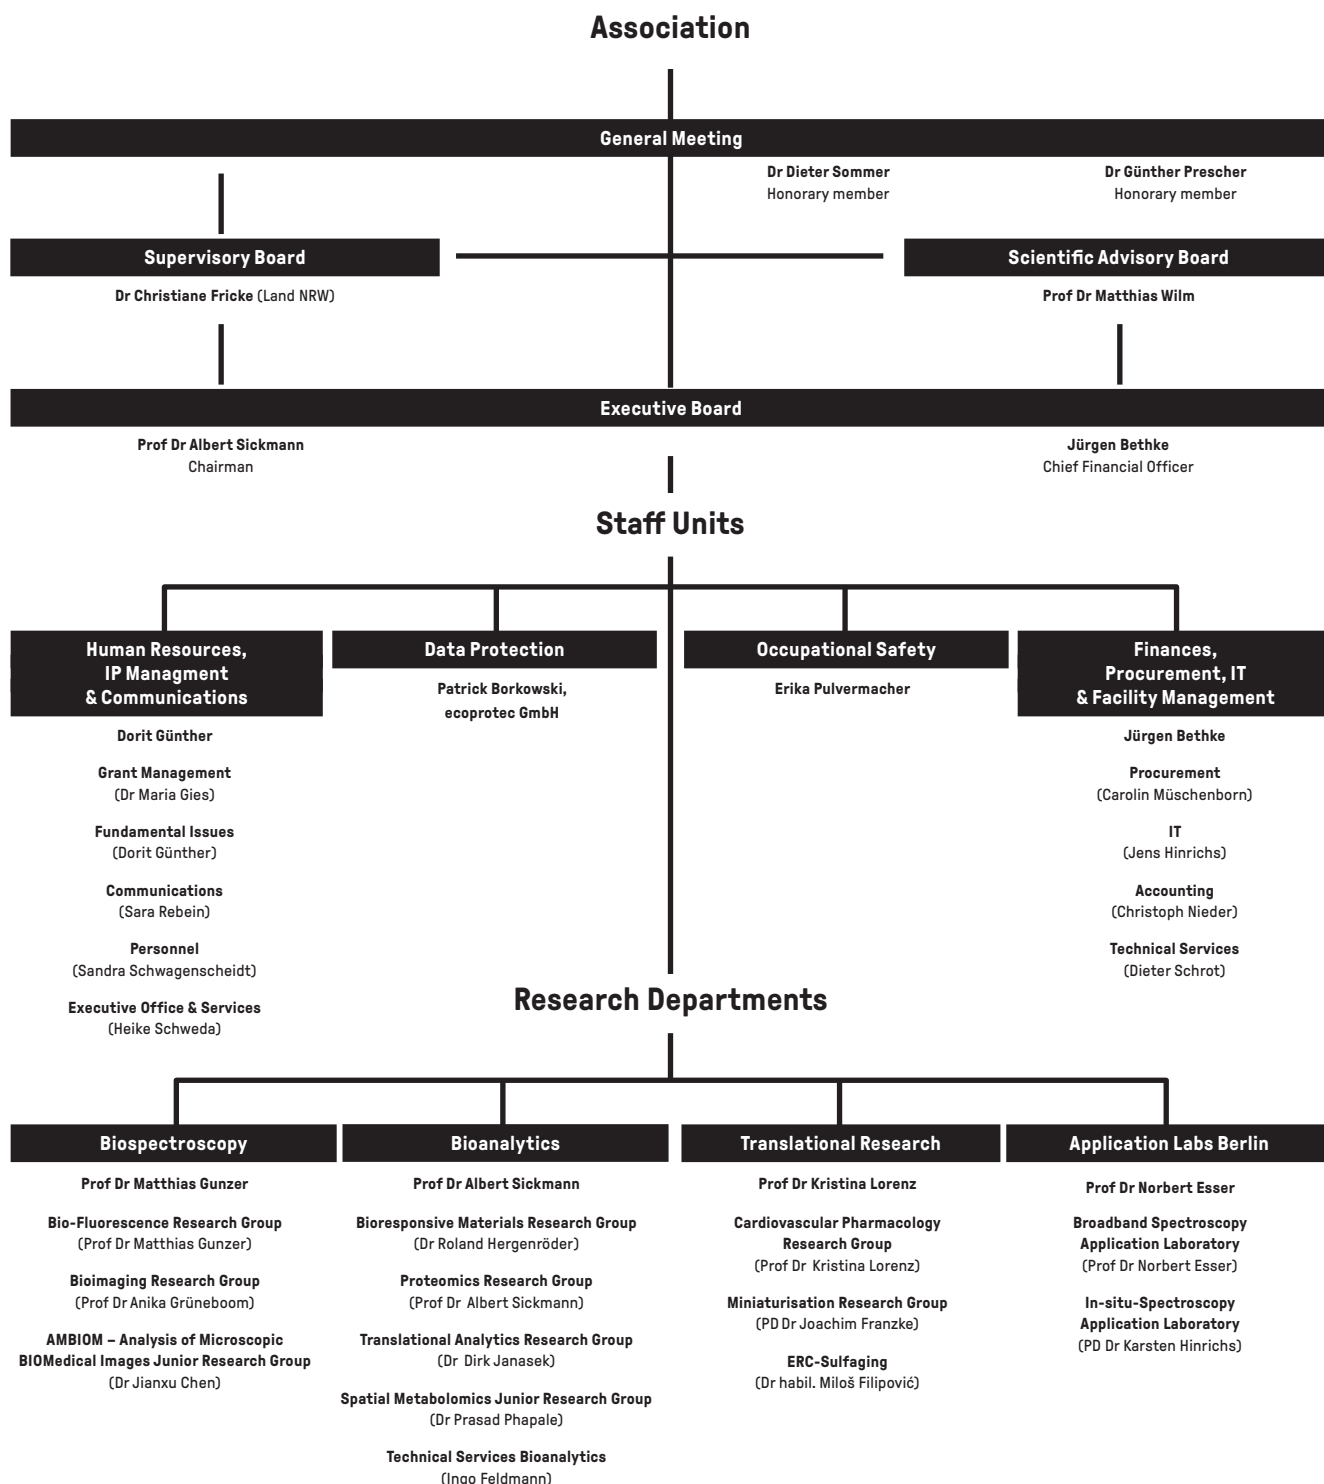 Association
General Meeting
Dr Dieter Sommer
Honorary member
Dr Günther Prescher
Honorary member
Supervisory Board
Dr Christiane Fricke (Land NRW)
Scientific Advisory Board
Prof Dr Matthias Wilm
Executive Board
Prof Dr Albert Sickmann
Chairman
Jürgen Bethke
Chief Financial Officer
Staff Units
Human Resources,
IP Managment
& Communications
Dorit Günther
Grant Management
(Dr Maria Gies)
Fundamental Issues
(Dorit Günther)
Communications
(Sara Rebein)
Personnel
(Sandra Schwagenscheidt)
Executive Office & Services
(Heike Schweda)
Data Protection
Patrick Borkowski,
ecoprotec GmbH
Occupational Safety
Erika Pulvermacher
Finances,
Procurement, IT
& Facility Management
Jürgen Bethke
Procurement
(Carolin Müschenborn)
IT
(Jens Hinrichs)
Accounting
(Christoph Nieder)
Technical Services
(Dieter Schrot)
Research Departments
Biospectroscopy
Prof Dr Matthias Gunzer
Bio-Fluorescence Research Group
(Prof Dr Matthias Gunzer)
Bioimaging Research Group
(Prof Dr Anika Grüneboom)
AMBIOM – Analysis of Microscopic
BIOMedical Images Junior Research Group
(Dr Jianxu Chen)
Bioanalytics
Prof Dr Albert Sickmann
Bioresponsive Materials Research Group
(Dr Roland Hergenröder)
Proteomics Research Group
(Prof Dr Albert Sickmann)
Translational Analytics Research Group
(Dr Dirk Janasek)
Spatial Metabolomics Junior Research Group
(Dr Prasad Phapale)
Technical Services Bioanalytics
(Ingo Feldmann)
Translational Research
Prof Dr Kristina Lorenz
Cardiovascular Pharmacology
Research Group
(Prof Dr Kristina Lorenz)
Miniaturisation Research Group
(PD Dr Joachim Franzke)
ERC-Sulfaging
(Dr habil. Miloš Filipović)
Application Labs Berlin
Prof Dr Norbert Esser
Broadband Spectroscopy
Application Laboratory
(Prof Dr Norbert Esser)
In-situ-Spectroscopy
Application Laboratory
(PD Dr Karsten Hinrichs)